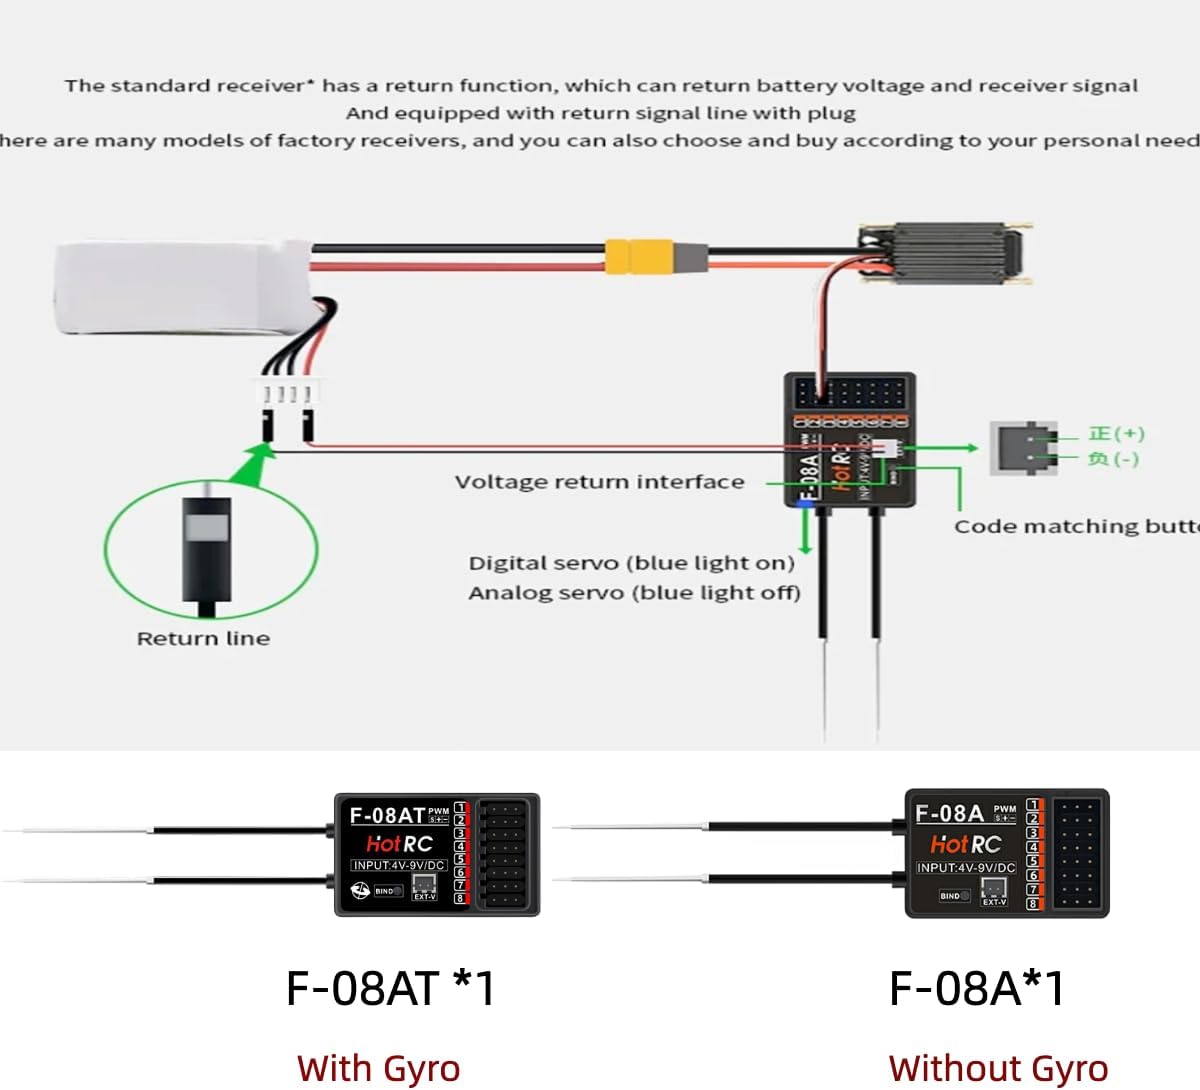 The standard receiver* has a return function, which can return battery voltage and receiver signal
And equipped with return signal line with plug
here are many models of factory receivers, and you can also choose and buy according to your personal need
正(+)
负(-)
Voltage return interface
Code matching butt
Digital servo (blue light on)
Analog servo (blue light off)
Return line
F-08A
HotRC
INPUT:4V-9V/DC
BIND
F-08AT PWM
S+-
HotRC
INPUT:4V-9V/DC
BIND
EXT-V
1
2
3
4
5
6
7
8
F-08A PWM
S+-
HotRC
INPUT:4V-9V/DC
BIND
EXT-V
1
2
3
4
5
6
7
8
F-08AT *1
F-08A*1
With Gyro
Without Gyro